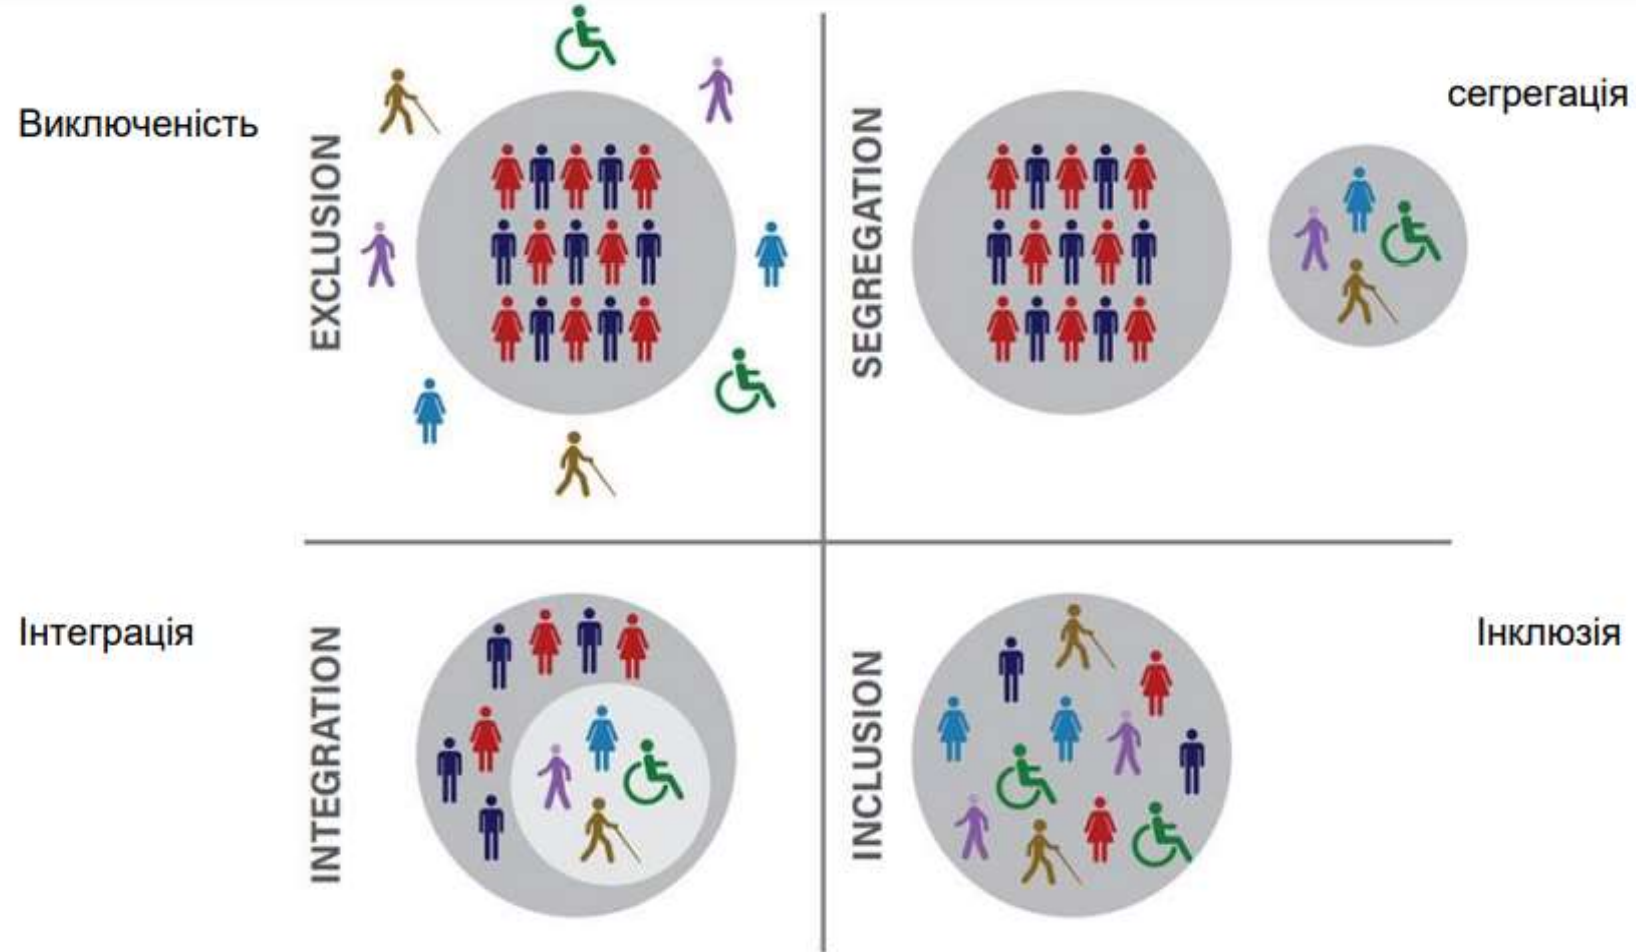 Виключеність
EXCLUSION
SEGREGATION
сегрегація
Інтеграція
INTEGRATION
INCLUSION
Інклюзія